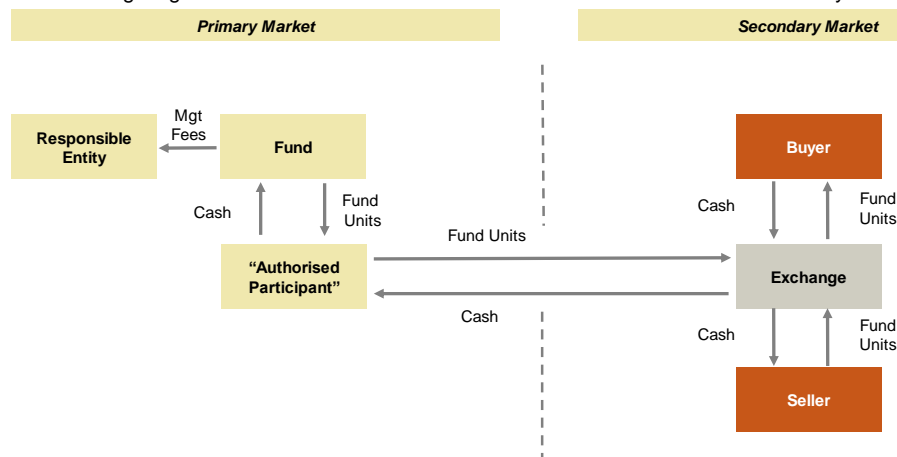 Primary Market
Secondary Market
Mgt
Fees
Responsible
Entity
Fund
Buyer
Cash
Fund
Units
Cash
Fund
Units
Fund Units
"Authorised
Participant"
Exchange
Cash
Cash
Fund
Units
Seller